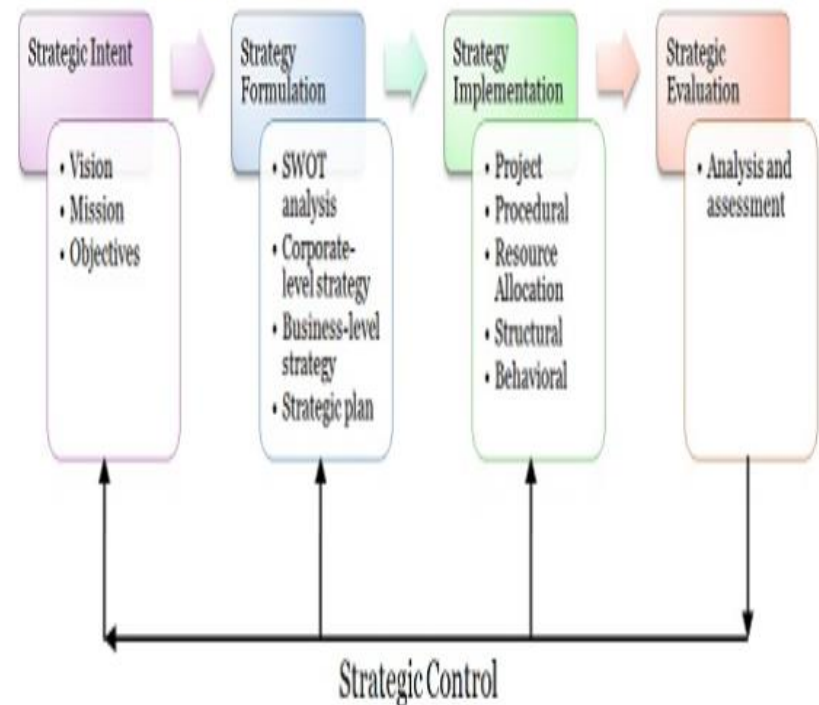 Strategic Intent
• Vision
• Mission
• Objectives
Strategy
Formulation
• SWOT
analysis
• Corporate-
level strategy
• Business-level
strategy
• Strategic plan
Strategy
Implementation
• Project
• Procedural
• Resource
Allocation
• Structural
• Behavioral
Strategic
Evaluation
• Analysis and
assessment
Strategic Control